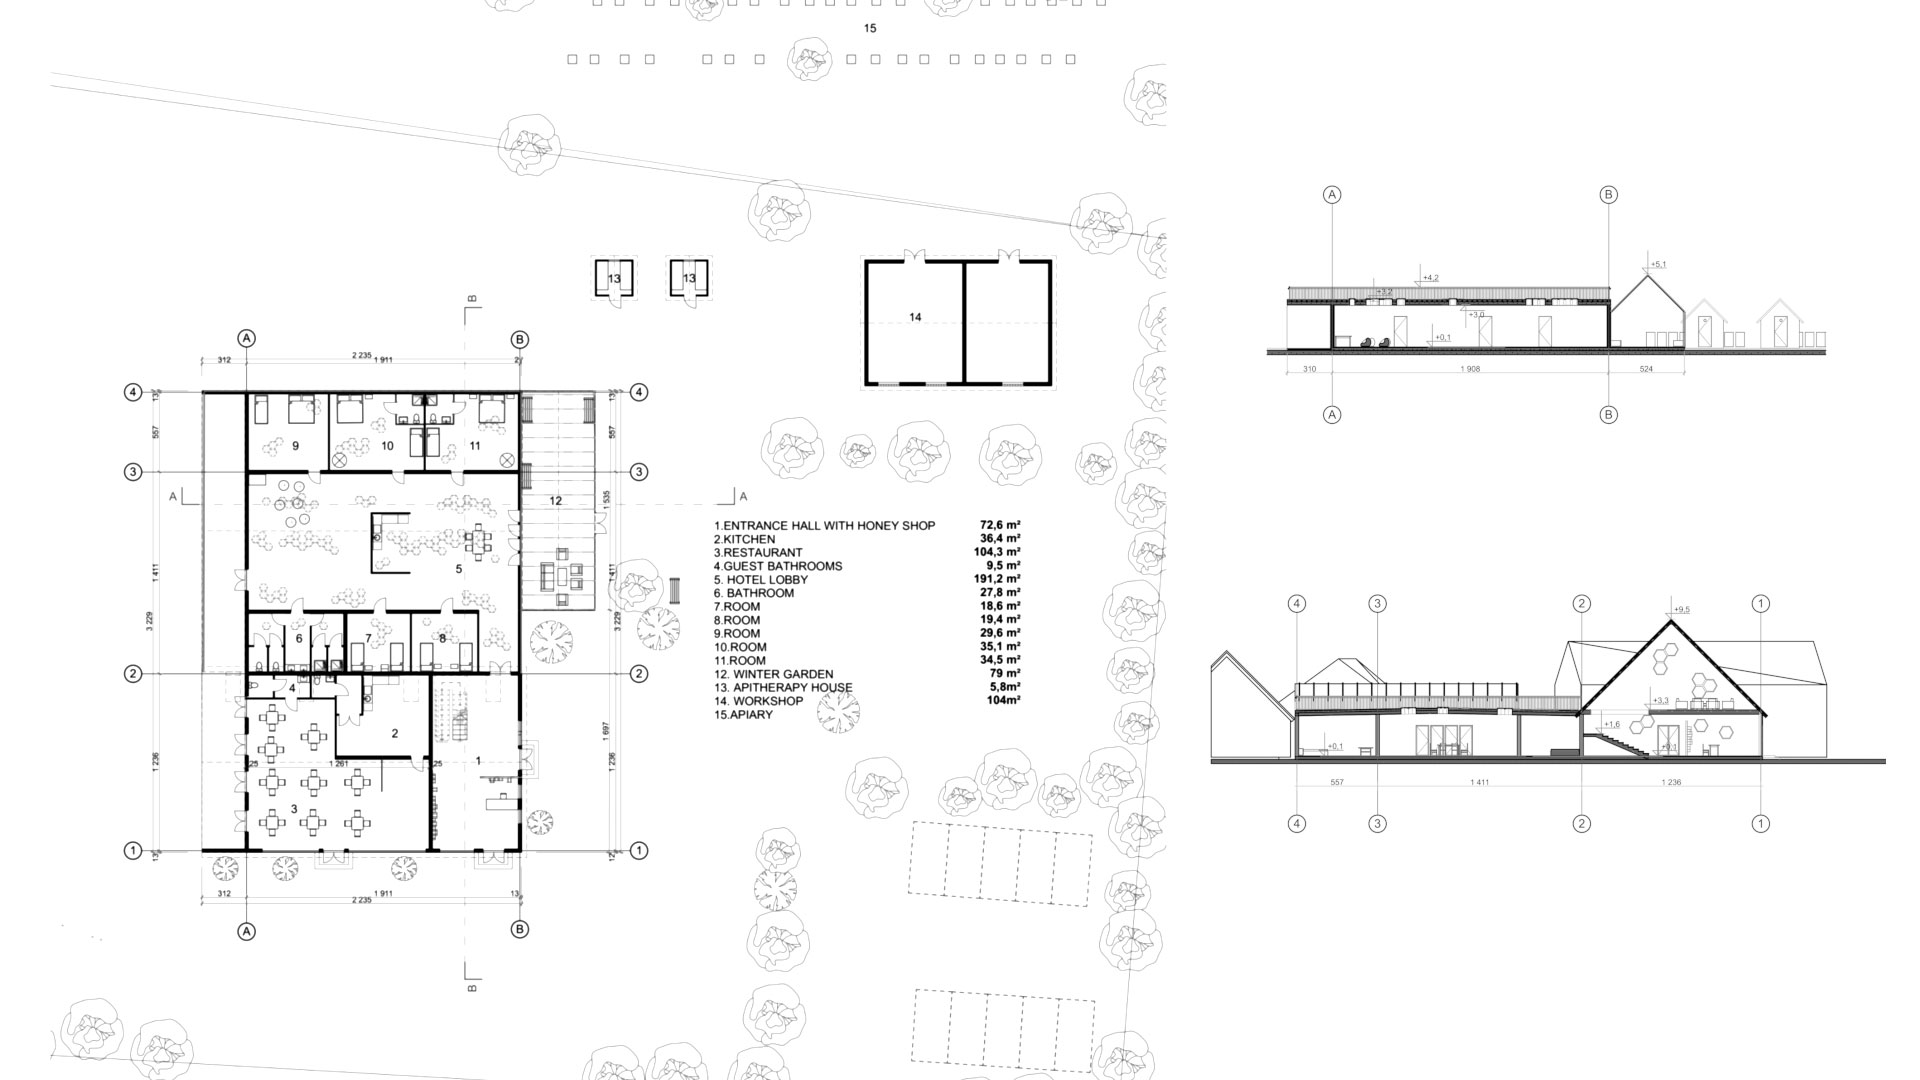 15
13
13
14
B
A
B
2 235
312
1 911
2
4
4
13
13
557
557
9
10
11
3
3
A
A
12
1 535
5
1 411
1 411
3 229
3 229
6
7
8
2
2
4
2
1 697
1
25
1 261
25
1 236
1 236
3
1
1
13
12
312
1 911
13
2 235
A
B
B
1.ENTRANCE HALL WITH HONEY SHOP 72,6 m²
2.KITCHEN 36,4 m²
3.RESTAURANT 104,3 m²
4.GUEST BATHROOMS 9,5 m²
5. HOTEL LOBBY 191,2 m²
6. BATHROOM 27,8 m²
7.ROOM 18,6 m²
8.ROOM 19,4 m²
9.ROOM 29,6 m²
10.ROOM 35,1 m²
11.ROOM 34,5 m²
12. WINTER GARDEN 79 m²
13. APITHERAPY HOUSE 5,8m²
14. WORKSHOP 104m²
15.APIARY
A
B
+5,1
+4,2
+3,2
+3,0
+0,1
310
1 908
524
A
B
4
3
2
1
+9,5
+3,3
+1,6
+0,1
+0,1
557
1 411
1 236
4
3
2
1